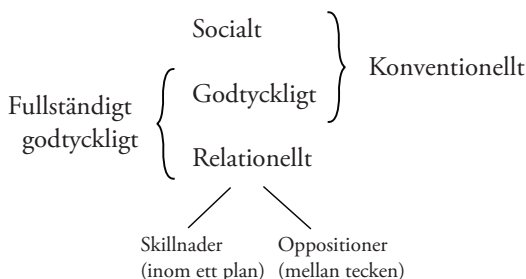 Socialt
Konventionellt
Godtyckligt
Fullständigt
godtyckligt
Relationellt
Skillnader
(inom ett plan)
Oppositioner
(mellan tecken)